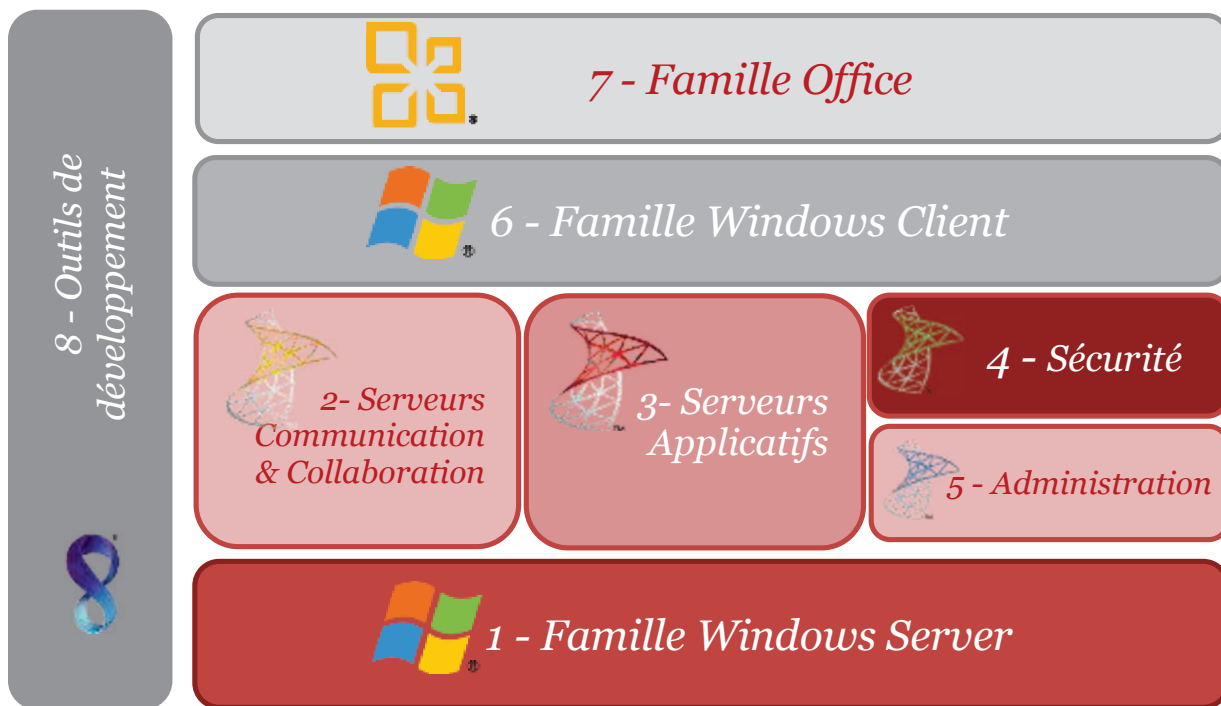 7 - Famille Office
6 - Famille Windows Client
8 - Outils de
développement
2- Serveurs
Communication
& Collaboration
3- Serveurs
Applicatifs
4 - Sécurité
5 - Administration
1 - Famille Windows Server